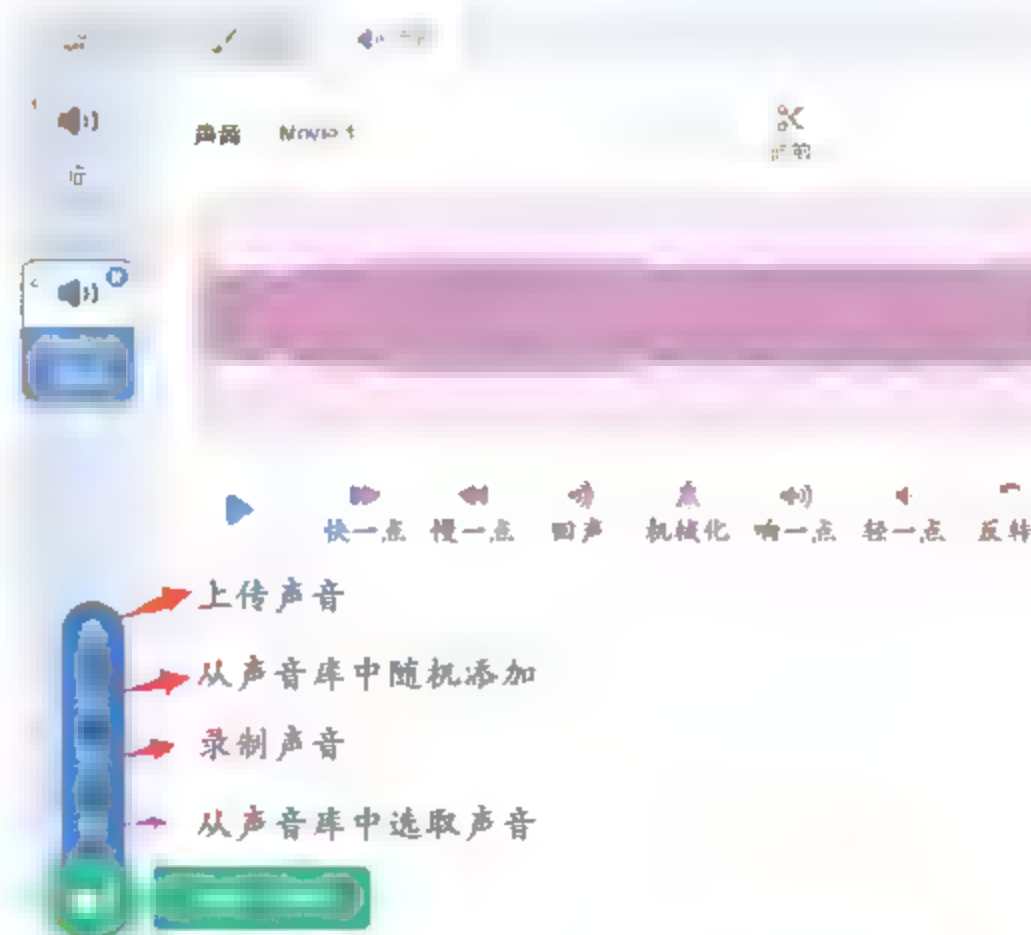 声音 Movie 1
快一点 慢一点 回声 机械化 响一点 轻一点 反转
上传声音
从声音库中随机添加
录制声音
从声音库中选取声音